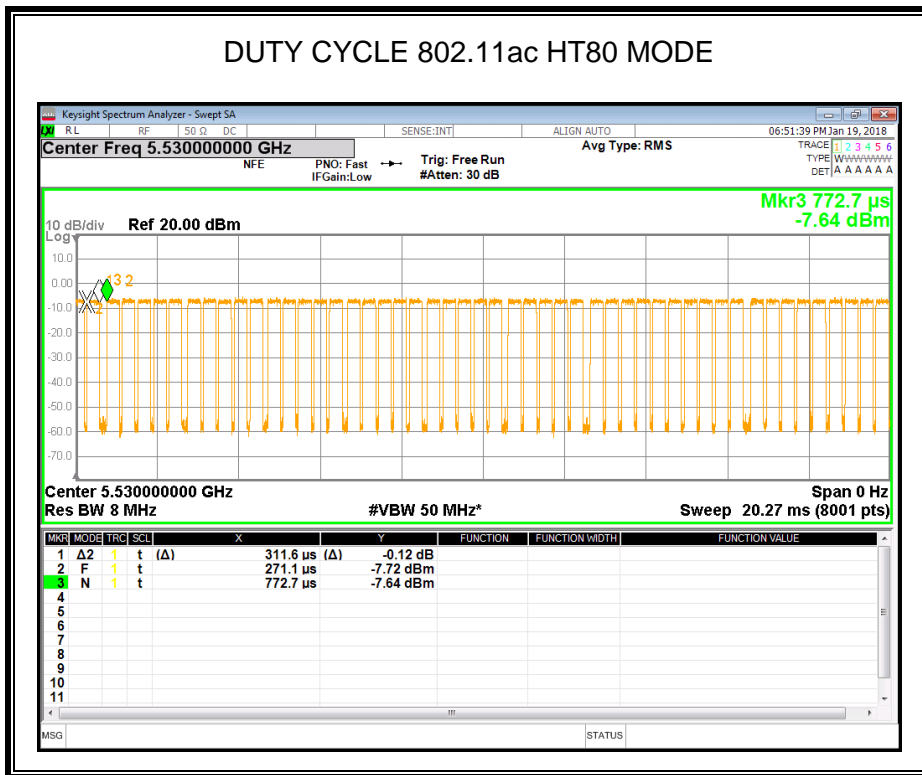 DUTY CYCLE 802.11ac HT80 MODE
Keysight Spectrum Analyzer - Swept SA
LXI RL RF 50 Ω DC SENSE:INT ALIGN AUTO 06:51:39 PM Jan 19, 2018
Center Freq 5.530000000 GHz Avg Type: RMS TRACE 1 2 3 4 5 6
NFE PNO: Fast Trig: Free Run TYPE WWWWWW
IFGain:Low #Atten: 30 dB DET A A A A A A
Mkr3 772.7 µs
10 dB/div Ref 20.00 dBm -7.64 dBm
Log
10.0
0.00
13 2
-10.0
2
-20.0
-30.0
-40.0
-50.0
-60.0
-70.0
Center 5.530000000 GHz Span 0 Hz
Res BW 8 MHz #VBW 50 MHz* Sweep 20.27 ms (8001 pts)
MKR MODE TRC SCL X Y FUNCTION FUNCTION WIDTH FUNCTION VALUE
1 Δ2 1 t (Δ) 311.6 µs (Δ) -0.12 dB
2 F 1 t 271.1 µs -7.72 dBm
3 N 1 t 772.7 µs -7.64 dBm
4
5
6
7
8
9
10
11
MSG STATUS